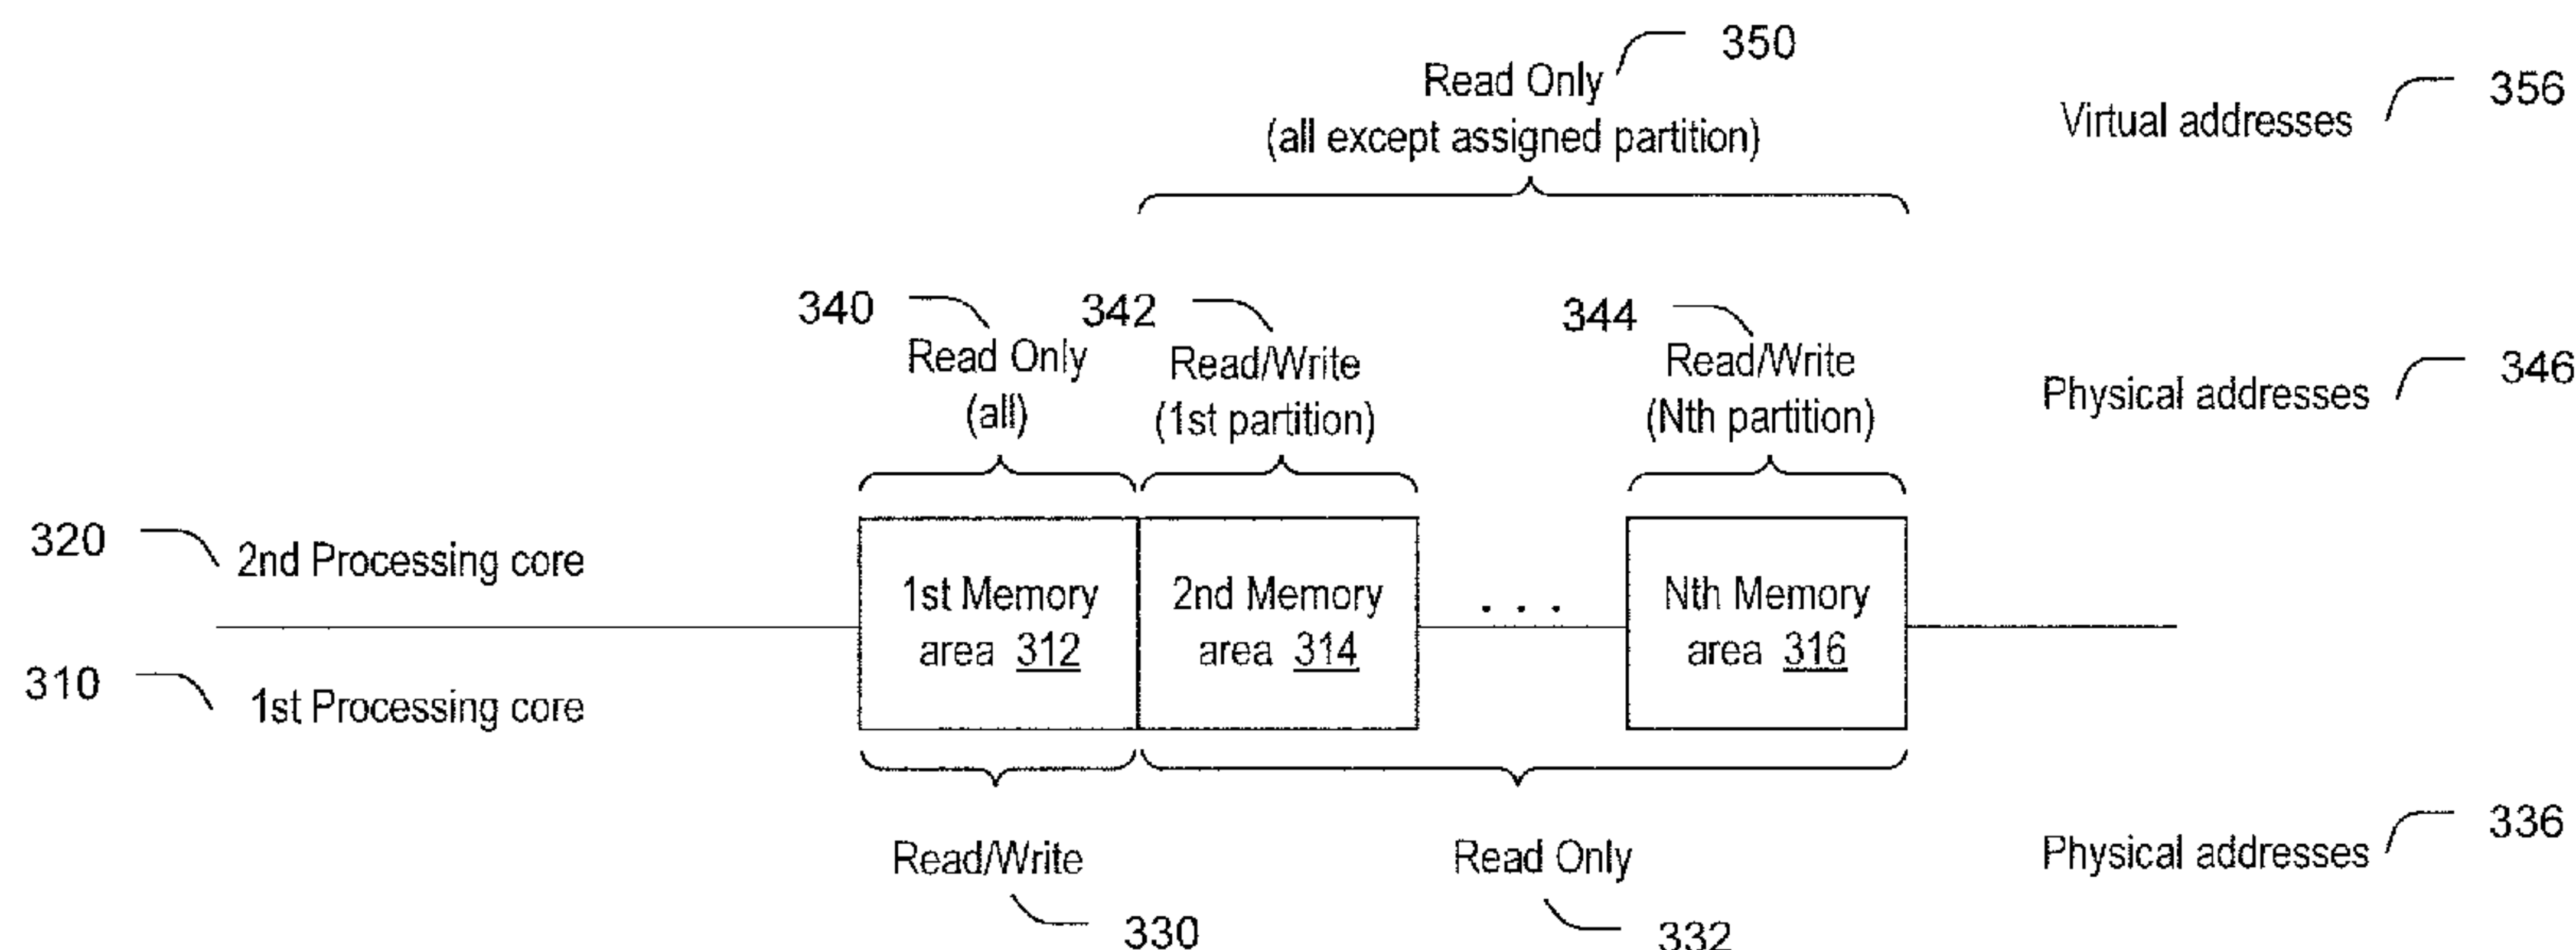 350
Read Only
(all except assigned partition)
356
Virtual addresses
340
342
344
346
Read Only
(all)
Read/Write
(1st partition)
Read/Write
(Nth partition)
Physical addresses
320
2nd Processing core
310
1st Processing core
1st Memory
area 312
2nd Memory
area 314
. . .
Nth Memory
area 316
336
Physical addresses
Read/Write
330
Read Only
332